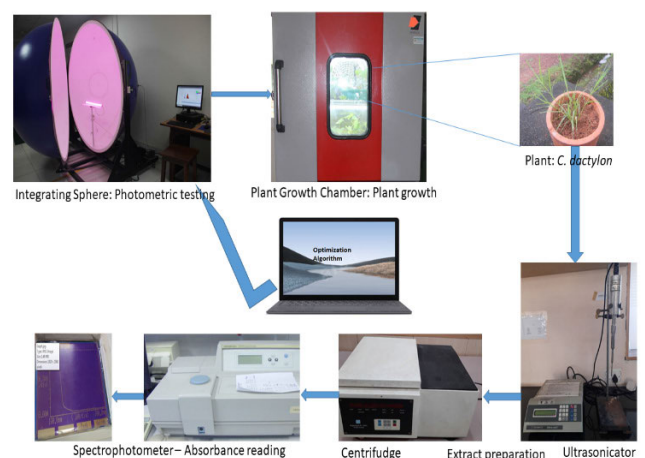 Integrating Sphere: Photometric testing
Plant Growth Chamber: Plant growth
Plant: C. dactylon
Optimization
Algorithm
Spectrophotometer – Absorbance reading
Centrifudge
Extract preparation
Ultrasonicator